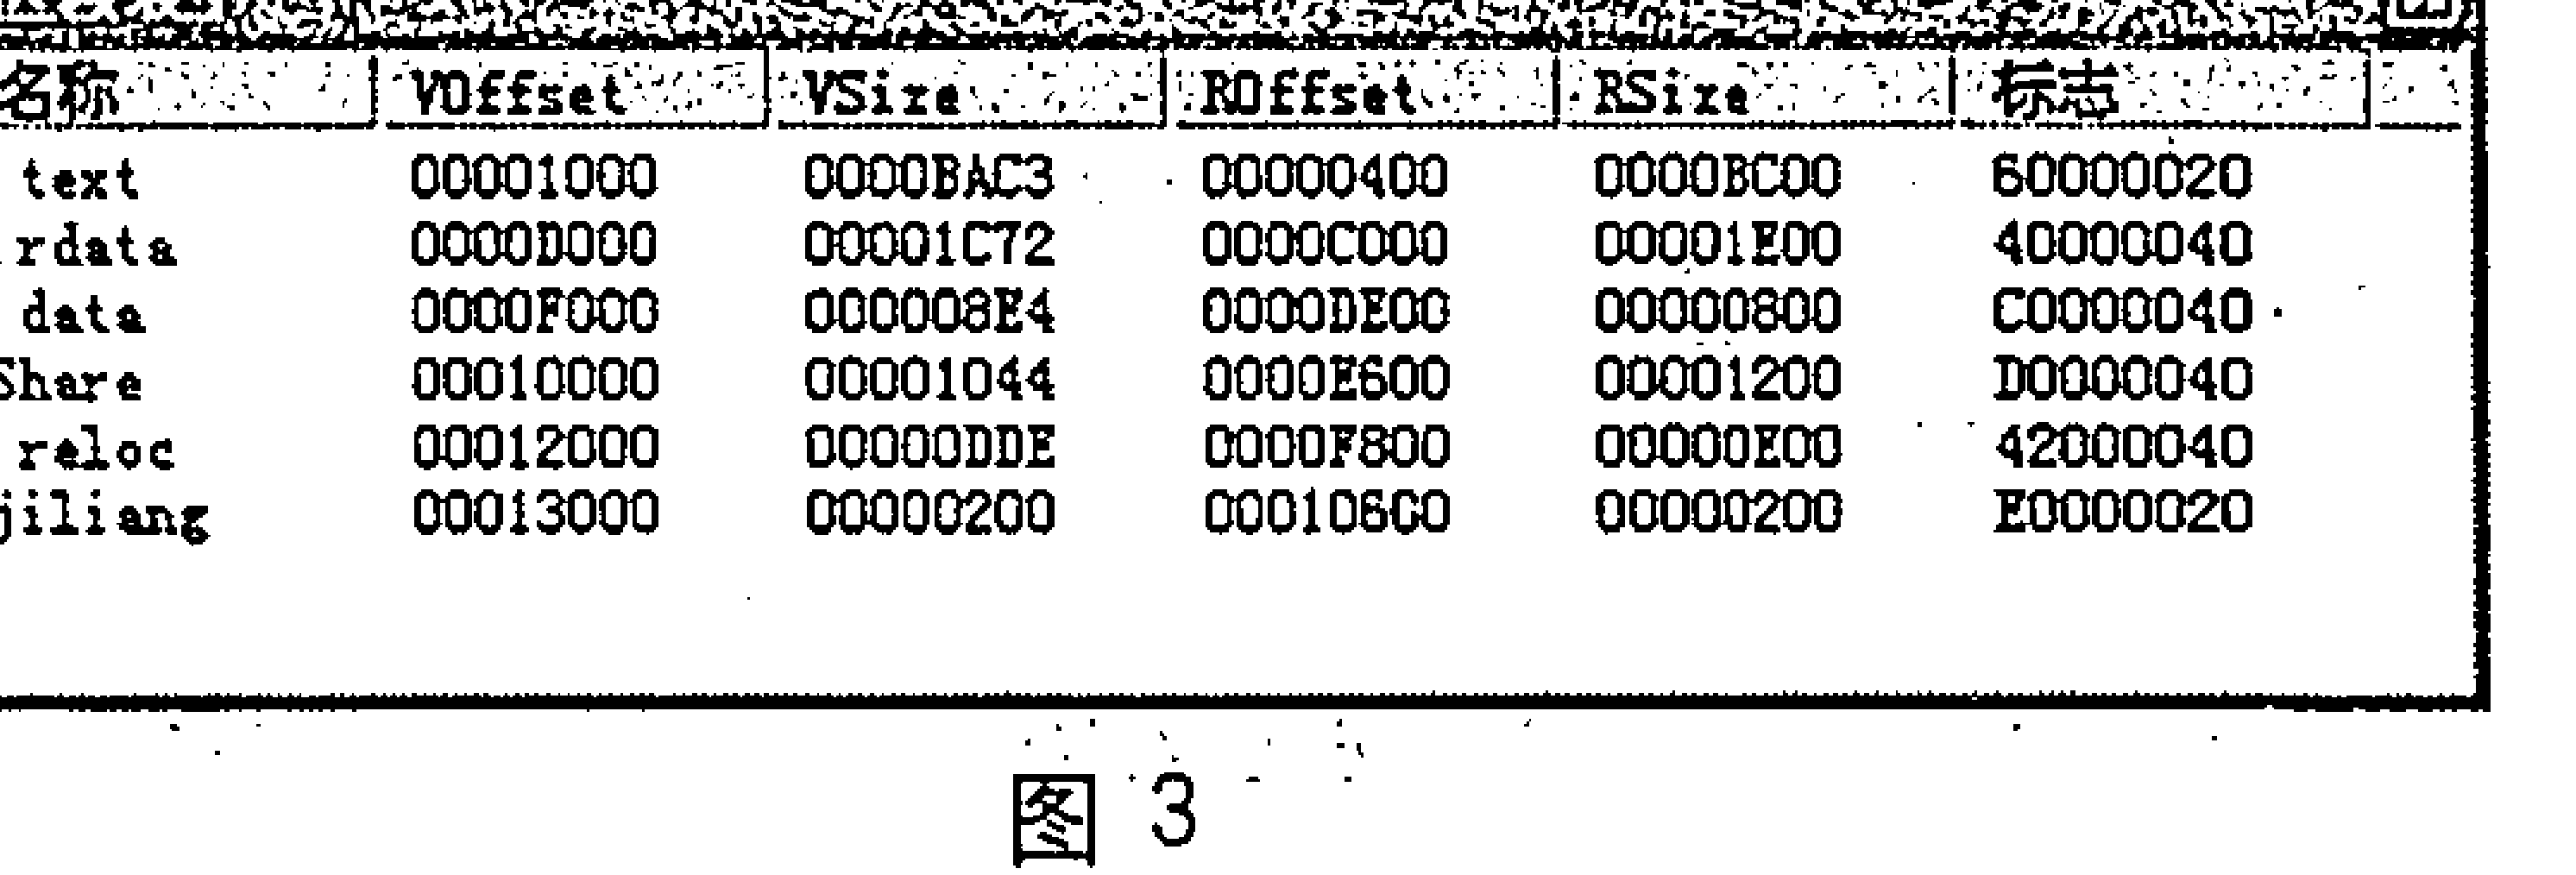 名称 VOffset VSize ROffset RSize 标志
text 00001000 0000BAC3 00000400 0000BC00 60000020
rdata 0000D000 00001C72 0000C000 00001E00 40000040
data 0000F000 000008E4 0000DE00 00000800 C0000040
Share 00010000 00001044 0000E600 00001200 D0000040
reloc 00012000 00000DDE 0000F800 00000E00 42000040
jiliang 00013000 00000200 00010600 00000200 E0000020
图 3